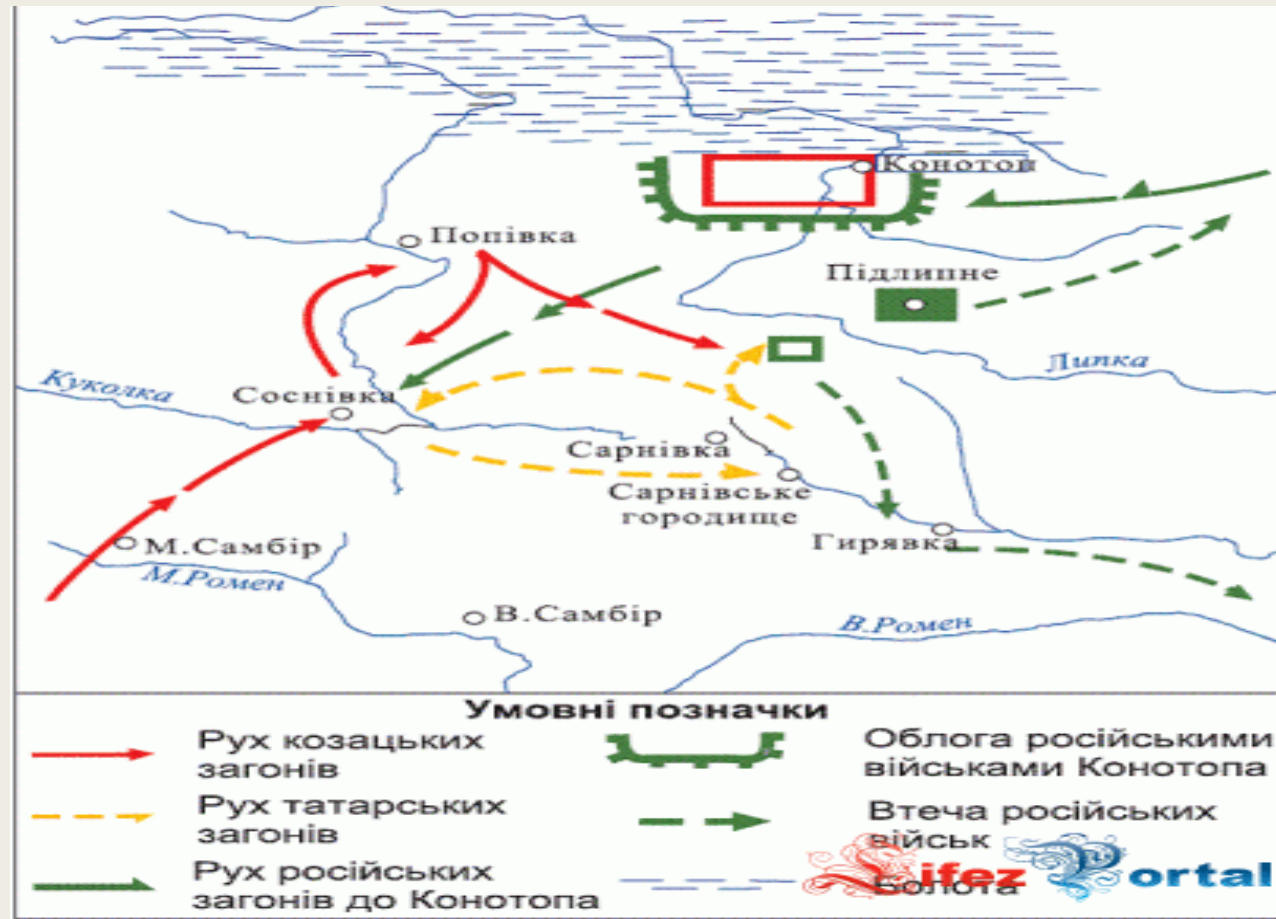 Конотоп
Попівка
Підлипне
Липка
Куколка
Соснівка
Сарнівка
Сарнівське
городище
Гирявка
М.Самбір
М.Ромен
В.Самбір
В.Ромен
Умовні позначки
Рух козацьких
загонів
Рух татарських
загонів
Рух російських
загонів до Конотопа
Облога російськими
військами Конотопа
Втеча російських
військ
Болота
Lifez Portal